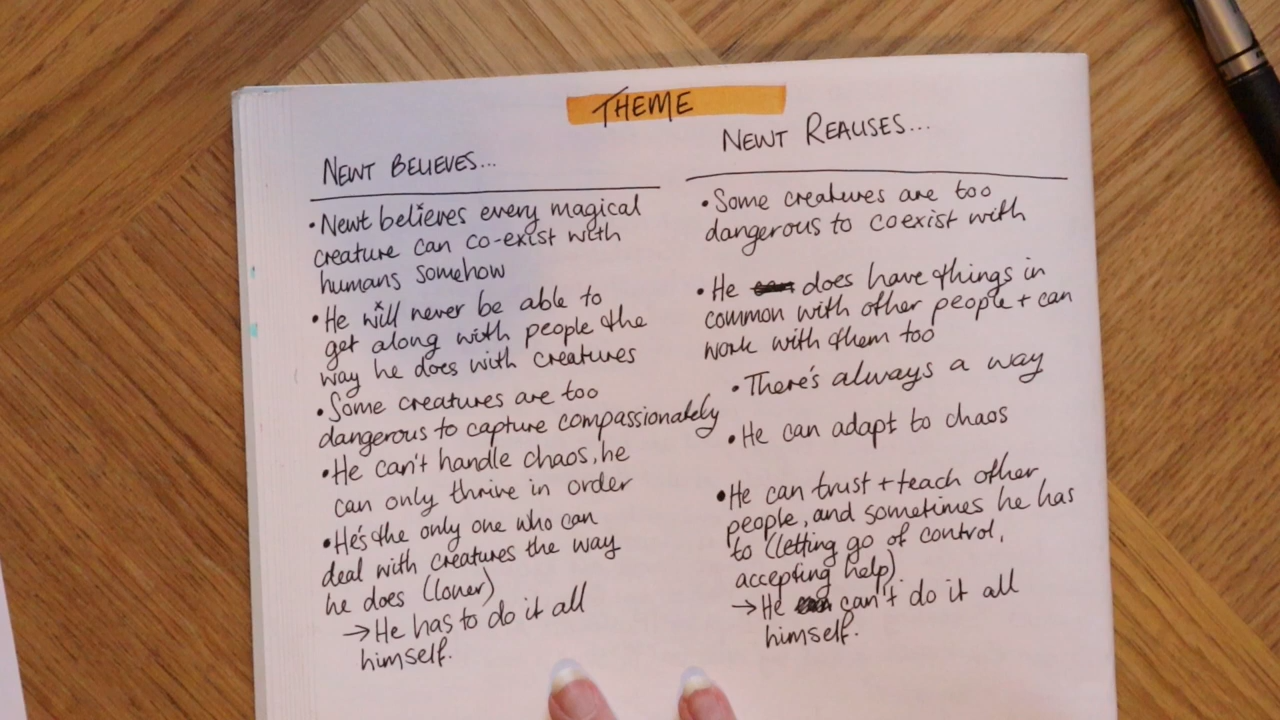 THEME
NEWT BELIEVES...
• Newt believes every magical
creature can co-exist with
humans somehow
• He will never be able to
get along with people the
way he does with creatures
• Some creatures are too
dangerous to capture compassionately
• He can't handle chaos, he
can only thrive in order
• He's the only one who can
deal with creatures the way
he does (loner)
→ He has to do it all
himself.
NEWT REALISES...
• Some creatures are too
dangerous to coexist with
• He does have things in
common with other people + can
work with them too
• There's always a way
• He can adapt to chaos
• He can trust + teach other
people, and sometimes he has
to (letting go of control,
accepting help)
→ He can't do it all
himself.